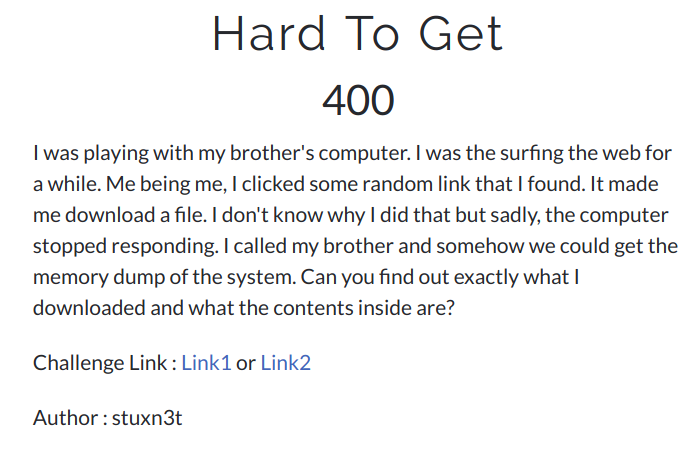 Hard To Get
400
I was playing with my brother's computer. I was the surfing the web for
a while. Me being me, I clicked some random link that I found. It made
me download a file. I don't know why I did that but sadly, the computer
stopped responding. I called my brother and somehow we could get the
memory dump of the system. Can you find out exactly what I
downloaded and what the contents inside are?
Challenge Link : Link1 or Link2
Author : stuxn3t